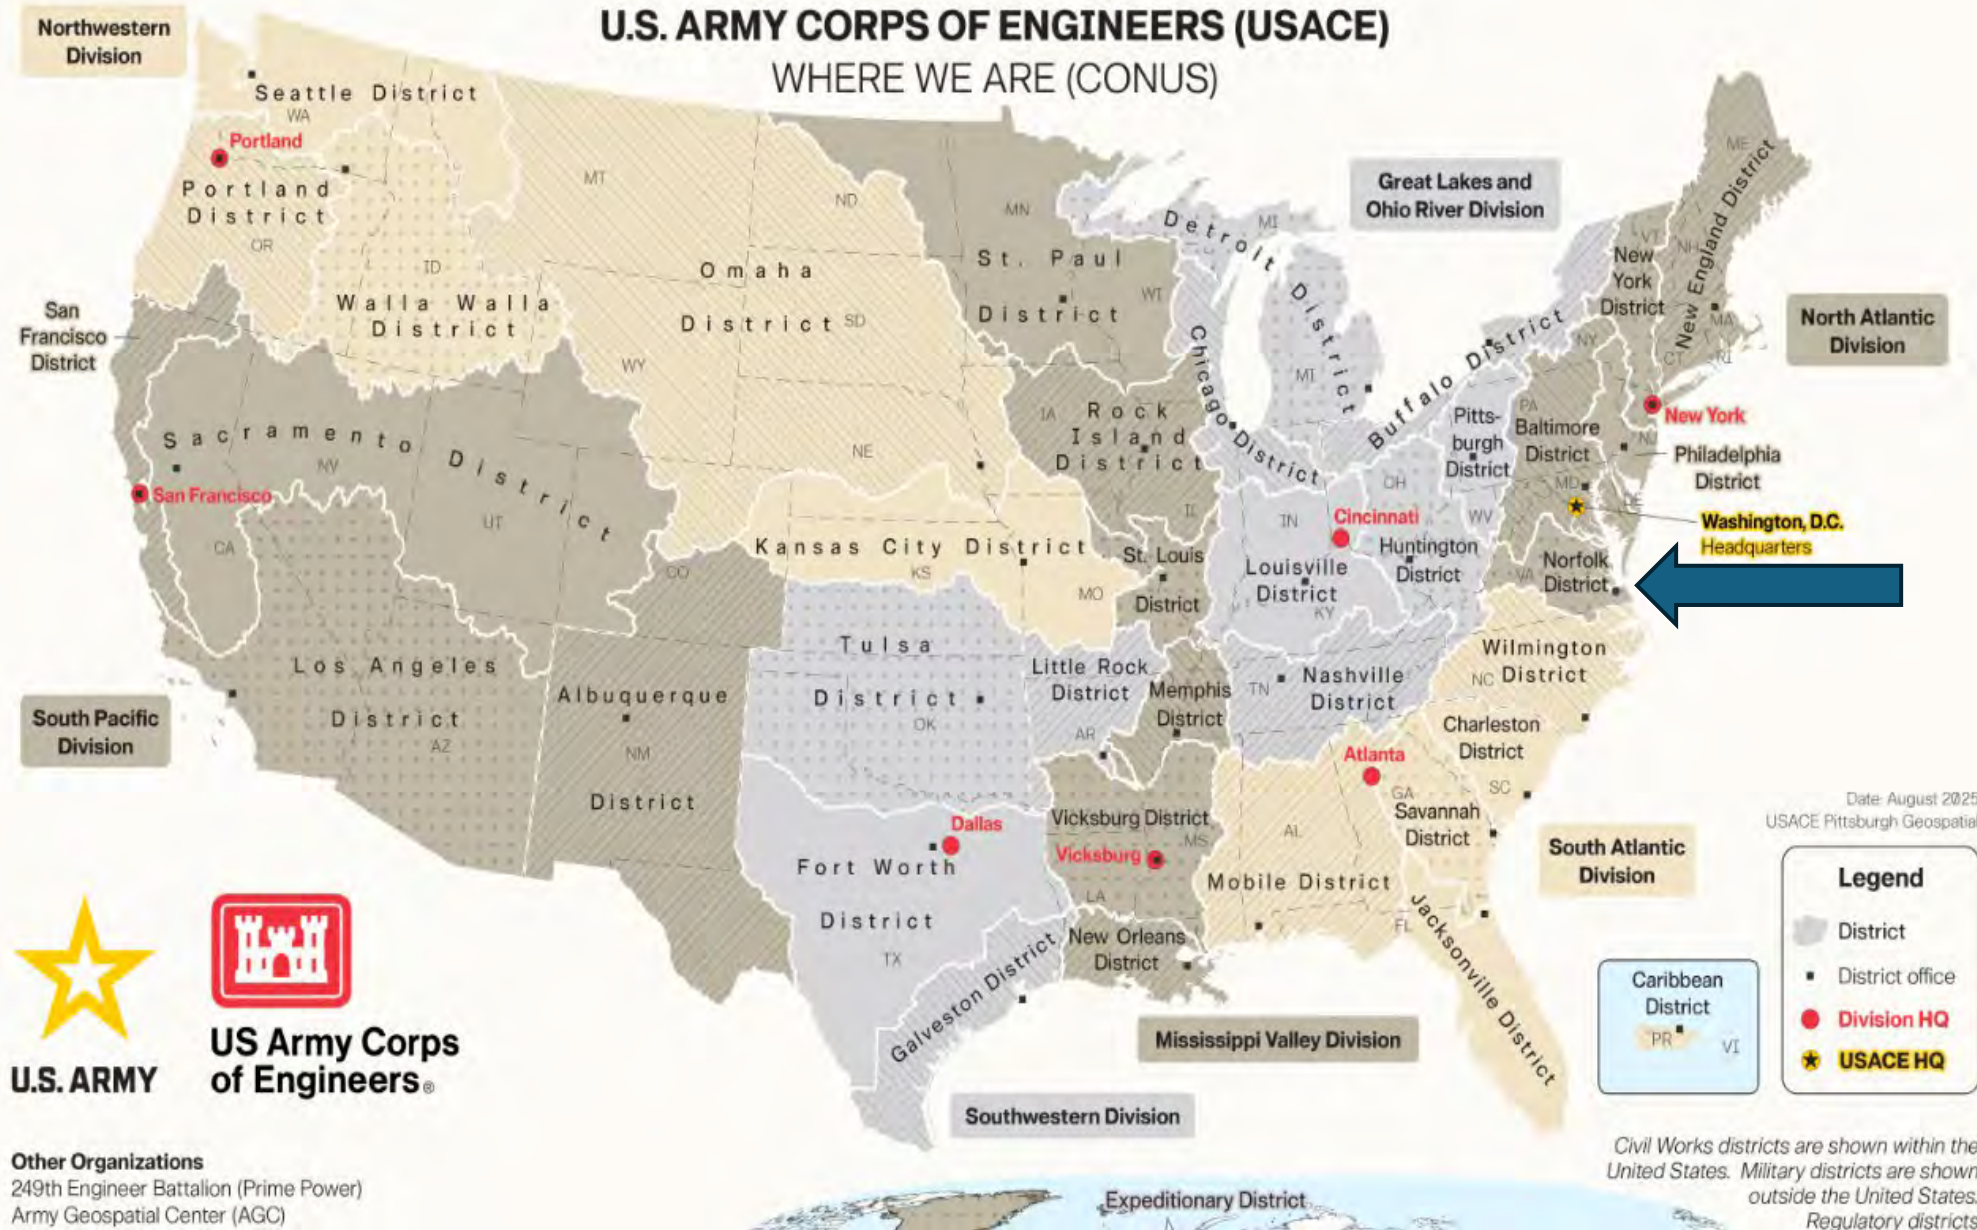 U.S. ARMY CORPS OF ENGINEERS (USACE)
WHERE WE ARE (CONUS)
Northwestern
Division
Seattle District
WA
Portland
Portland
District
OR
ID
Walla Walla
District
MT
ND
Omaha
District
SD
WY
NE
MN
St. Paul
District
WI
Great Lakes and
Ohio River Division
Detroit District
MI
MI
Chicago District
Buffalo District
NY
New
York
District
VT
NH
ME
New England District
MA
CT
RI
North Atlantic
Division
New York
NJ
Philadelphia
District
PA
Baltimore
District
MD
DE
Pitts-
burgh
District
Washington, D.C.
Headquarters
San
Francisco
District
Sacramento District
NV
UT
San Francisco
CA
CO
Kansas City District
KS
MO
IA
Rock
Island
District
IL
St. Louis
District
IN
Cincinnati
OH
WV
Huntington
District
Louisville
District
KY
Norfolk
District
VA
Los Angeles
District
AZ
Albuquerque
NM
District
Tulsa
District
OK
Little Rock
District
AR
Memphis
District
TN
Nashville
District
Wilmington
District
NC
Charleston
District
SC
Atlanta
GA
Savannah
District
South Pacific
Division
Dallas
Fort Worth
District
TX
Vicksburg District
MS
Vicksburg
LA
AL
Mobile District
FL
Jacksonville District
South Atlantic
Division
New Orleans
District
Galveston District
Mississippi Valley Division
Southwestern Division
Caribbean
District
PR
VI
Date: August 2025
USACE Pittsburgh Geospatial
Legend
District
District office
Division HQ
USACE HQ
U.S. ARMY
US Army Corps
of Engineers®
Civil Works districts are shown within the
United States. Military districts are shown
outside the United States.
Regulatory districts
Other Organizations
249th Engineer Battalion (Prime Power)
Army Geospatial Center (AGC)
Expeditionary District